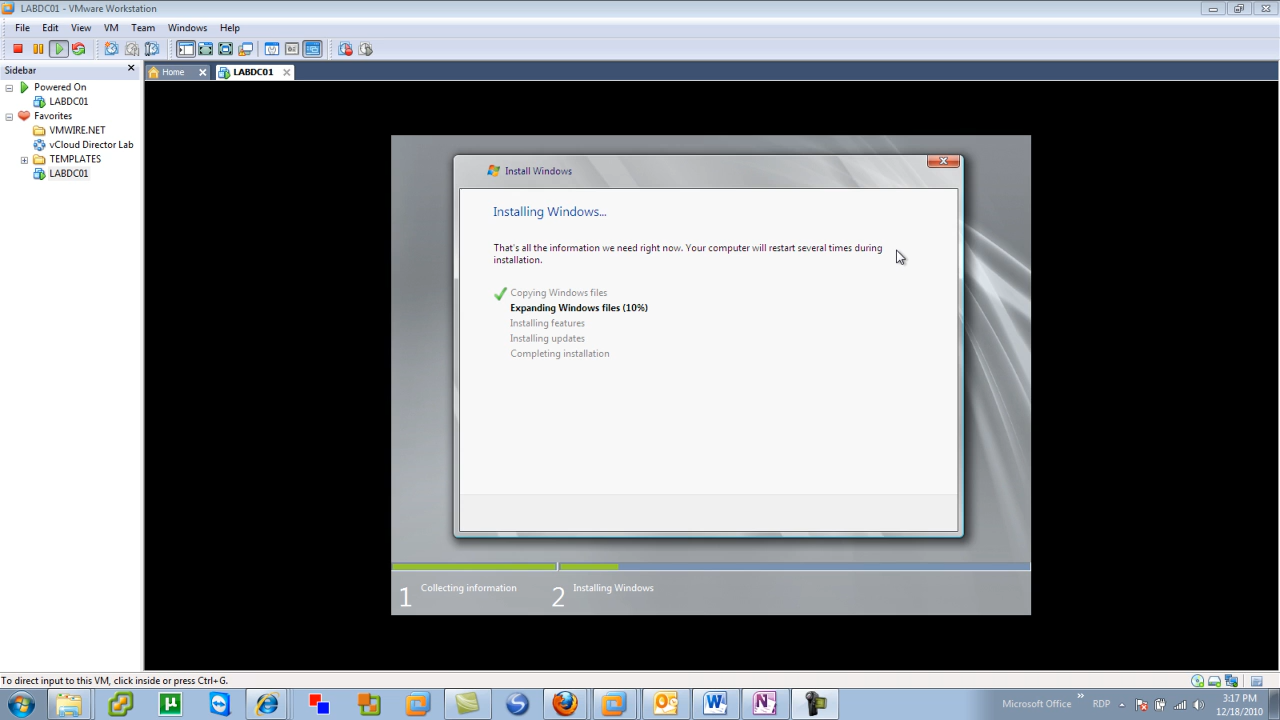 LABDC01 - VMware Workstation
File Edit View VM Team Windows Help
Sidebar
Home
LABDC01
Powered On
LABDC01
Favorites
VMWIRE.NET
vCloud Director Lab
TEMPLATES
LABDC01
Install Windows
Installing Windows...
That's all the information we need right now. Your computer will restart several times during
installation.
Copying Windows files
Expanding Windows files (10%)
Installing features
Installing updates
Completing installation
1 Collecting information
2 Installing Windows
To direct input to this VM, click inside or press Ctrl+G.
Microsoft Office
RDP
3:17 PM
12/18/2010